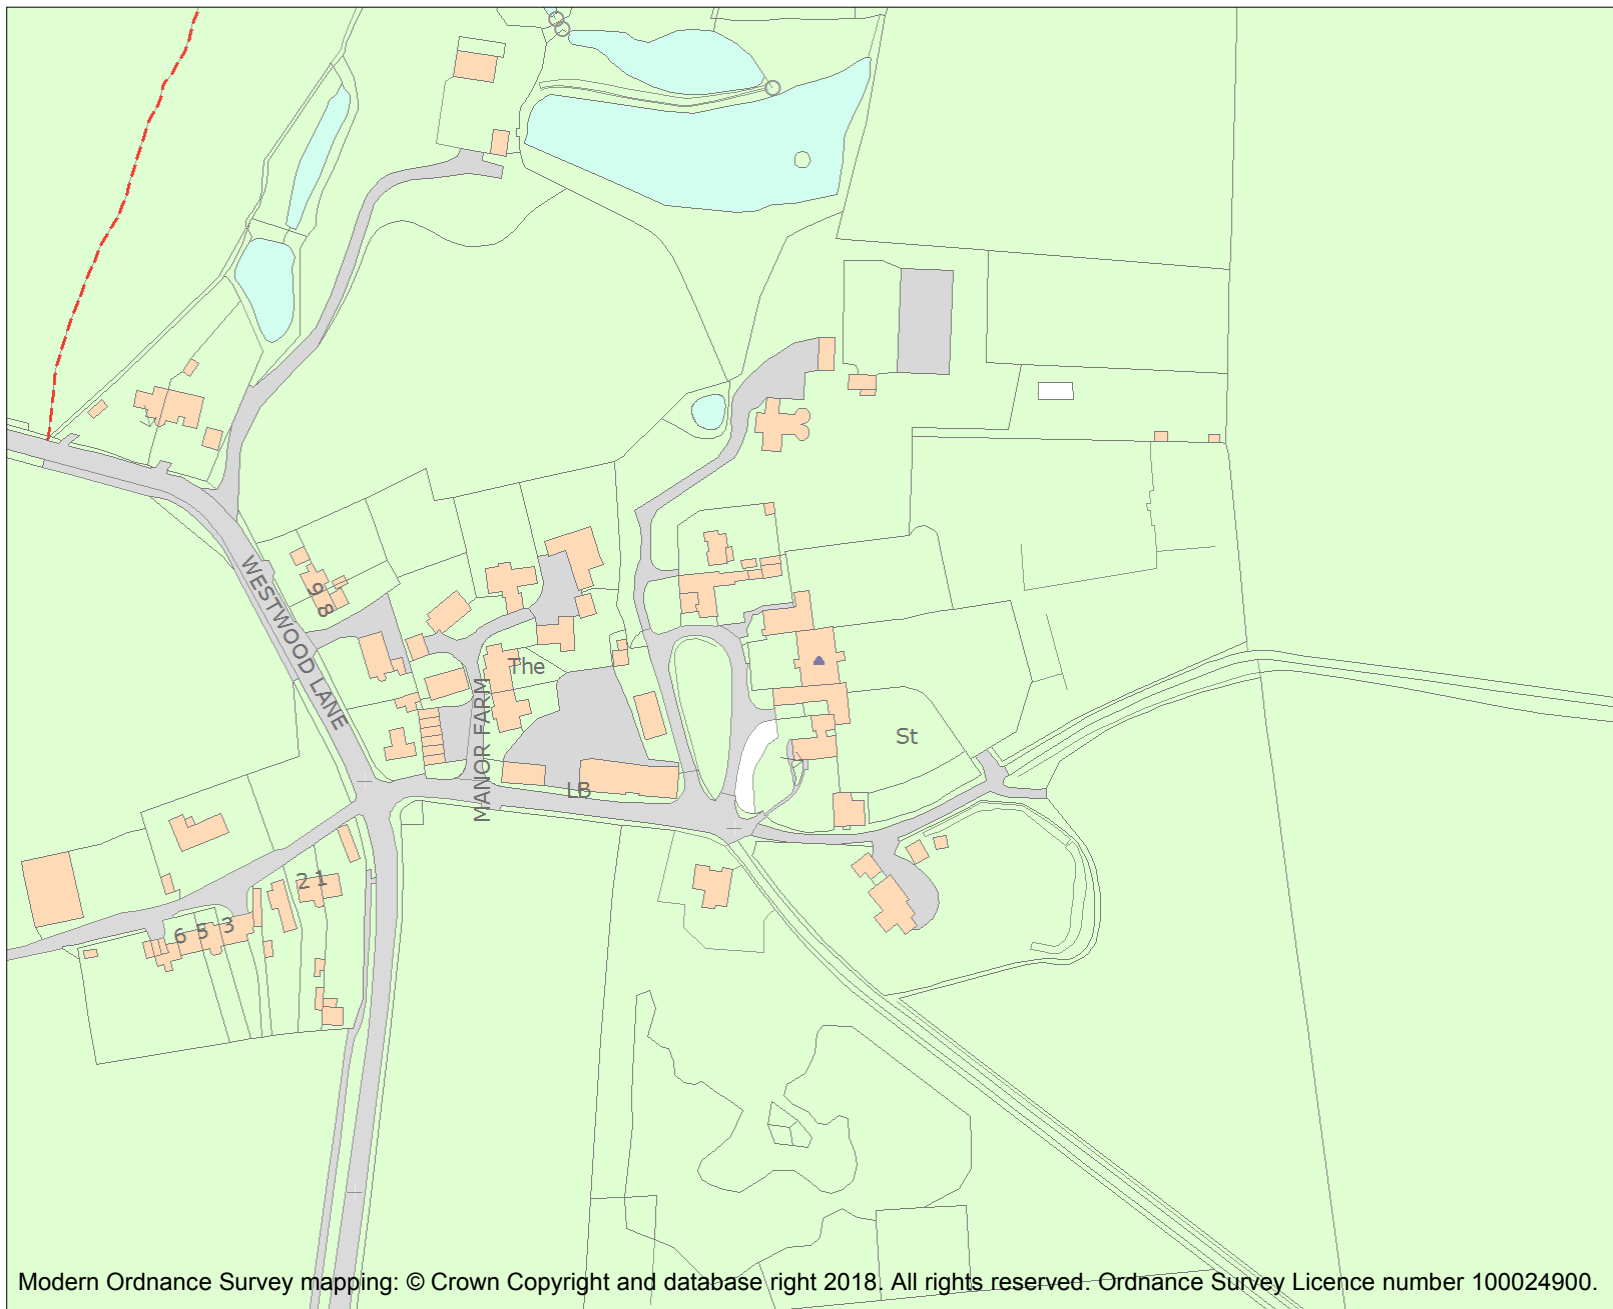 WESTWOOD LANE
9
8
The
MANOR FARM
St
LB
2 1
6 5 3
Modern Ordnance Survey mapping: © Crown Copyright and database right 2018. All rights reserved. Ordnance Survey Licence number 100024900.